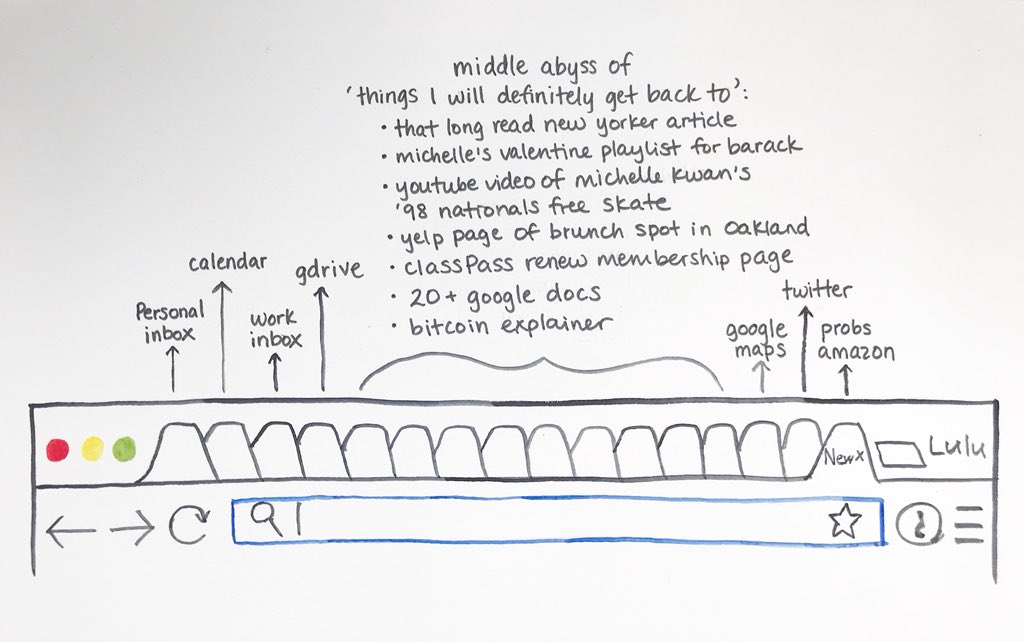 middle abyss of
'things I will definitely get back to':
• that long read new yorker article
• michelle's valentine playlist for barack
• youtube video of michelle kwan's
'98 nationals free skate
• yelp page of brunch spot in oakland
• classPass renew membership page
• 20+ google docs
• bitcoin explainer
calendar
gdrive
Personal
inbox
work
inbox
twitter
google
maps
probs
amazon
New x
Lulu